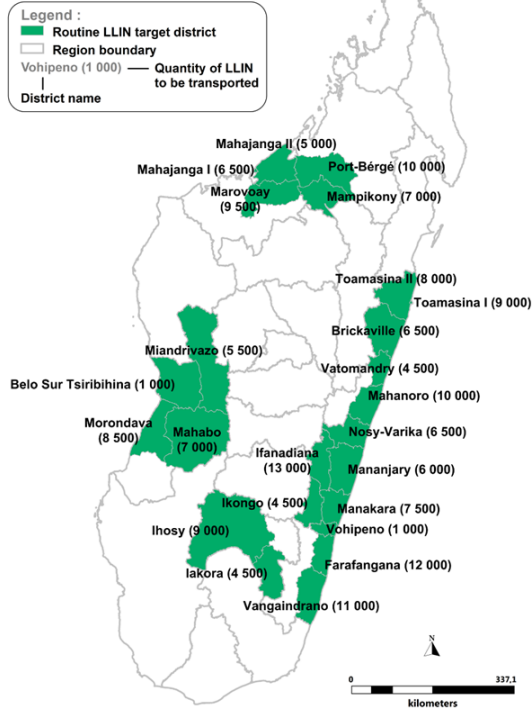 Legend :
Routine LLIN target district
Region boundary
Vohipeno (1 000)
Quantity of LLIN
to be transported
District name
Mahajanga II (5 000)
Mahajanga I (6 500)
Port-Bérgé (10 000)
Marovoay
(9 500)
Mampikony (7 000)
Toamasina II (8 000)
Toamasina I (9 000)
Brickaville (6 500)
Miandrivazo (5 500)
Vatomandry (4 500)
Belo Sur Tsiribihina (1 000)
Mahanoro (10 000)
Morondava
(8 500)
Mahabo
(7 000)
Nosy-Varika (6 500)
Ifanadiana
(13 000)
Mananjary (6 000)
Ikongo (4 500)
Manakara (7 500)
Vohipeno (1 000)
Ihosy (9 000)
Farafangana (12 000)
Iakora (4 500)
Vangaindrano (11 000)
N
0
337,1
kilometers